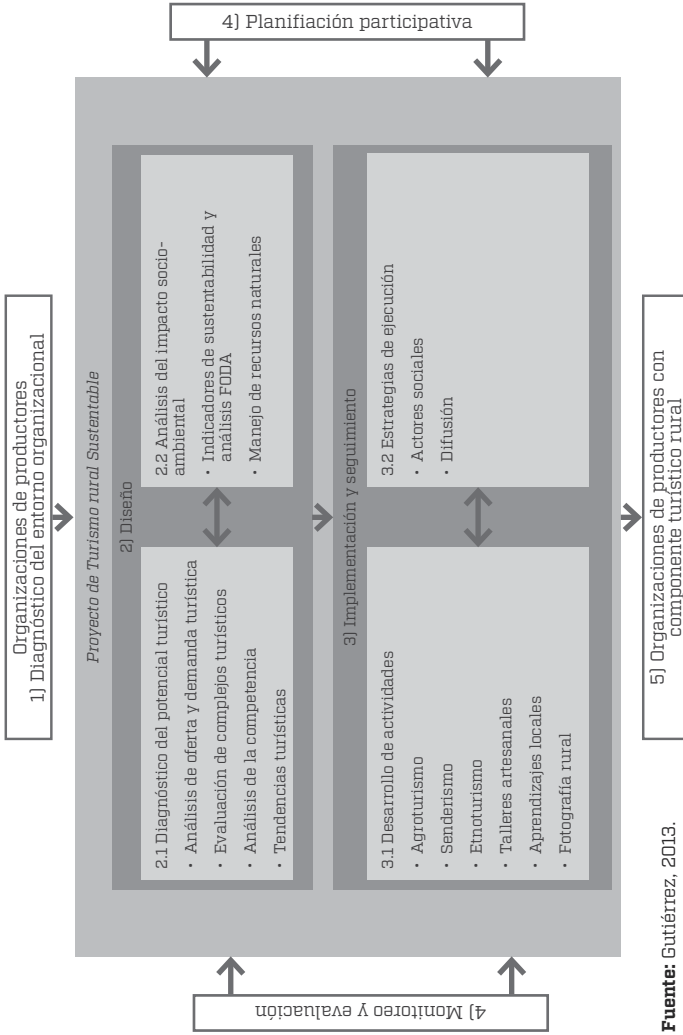 Organizaciones de productores
1) Diagnóstico del entorno organizacional
Proyecto de Turismo rural Sustentable
2) Diseño
2.1 Diagnóstico del potencial turístico
• Análisis de oferta y demanda turística
• Evaluación de complejos turísticos
• Análisis de la competencia
• Tendencias turísticas
2.2 Análisis del impacto socio-
ambiental
• Indicadores de sustentabilidad y
análisis FODA
• Manejo de recursos naturales
3) Implementación y seguimiento
3.1 Desarrollo de actividades
• Agroturismo
• Senderismo
• Etnoturismo
• Talleres artesanales
• Aprendizajes locales
• Fotografía rural
3.2 Estrategias de ejecución
• Actores sociales
• Difusión
4) Monitoreo y evaluación
4) Planifiación participativa
5) Organizaciones de productores con
componente turístico rural
Fuente: Gutiérrez, 2013.